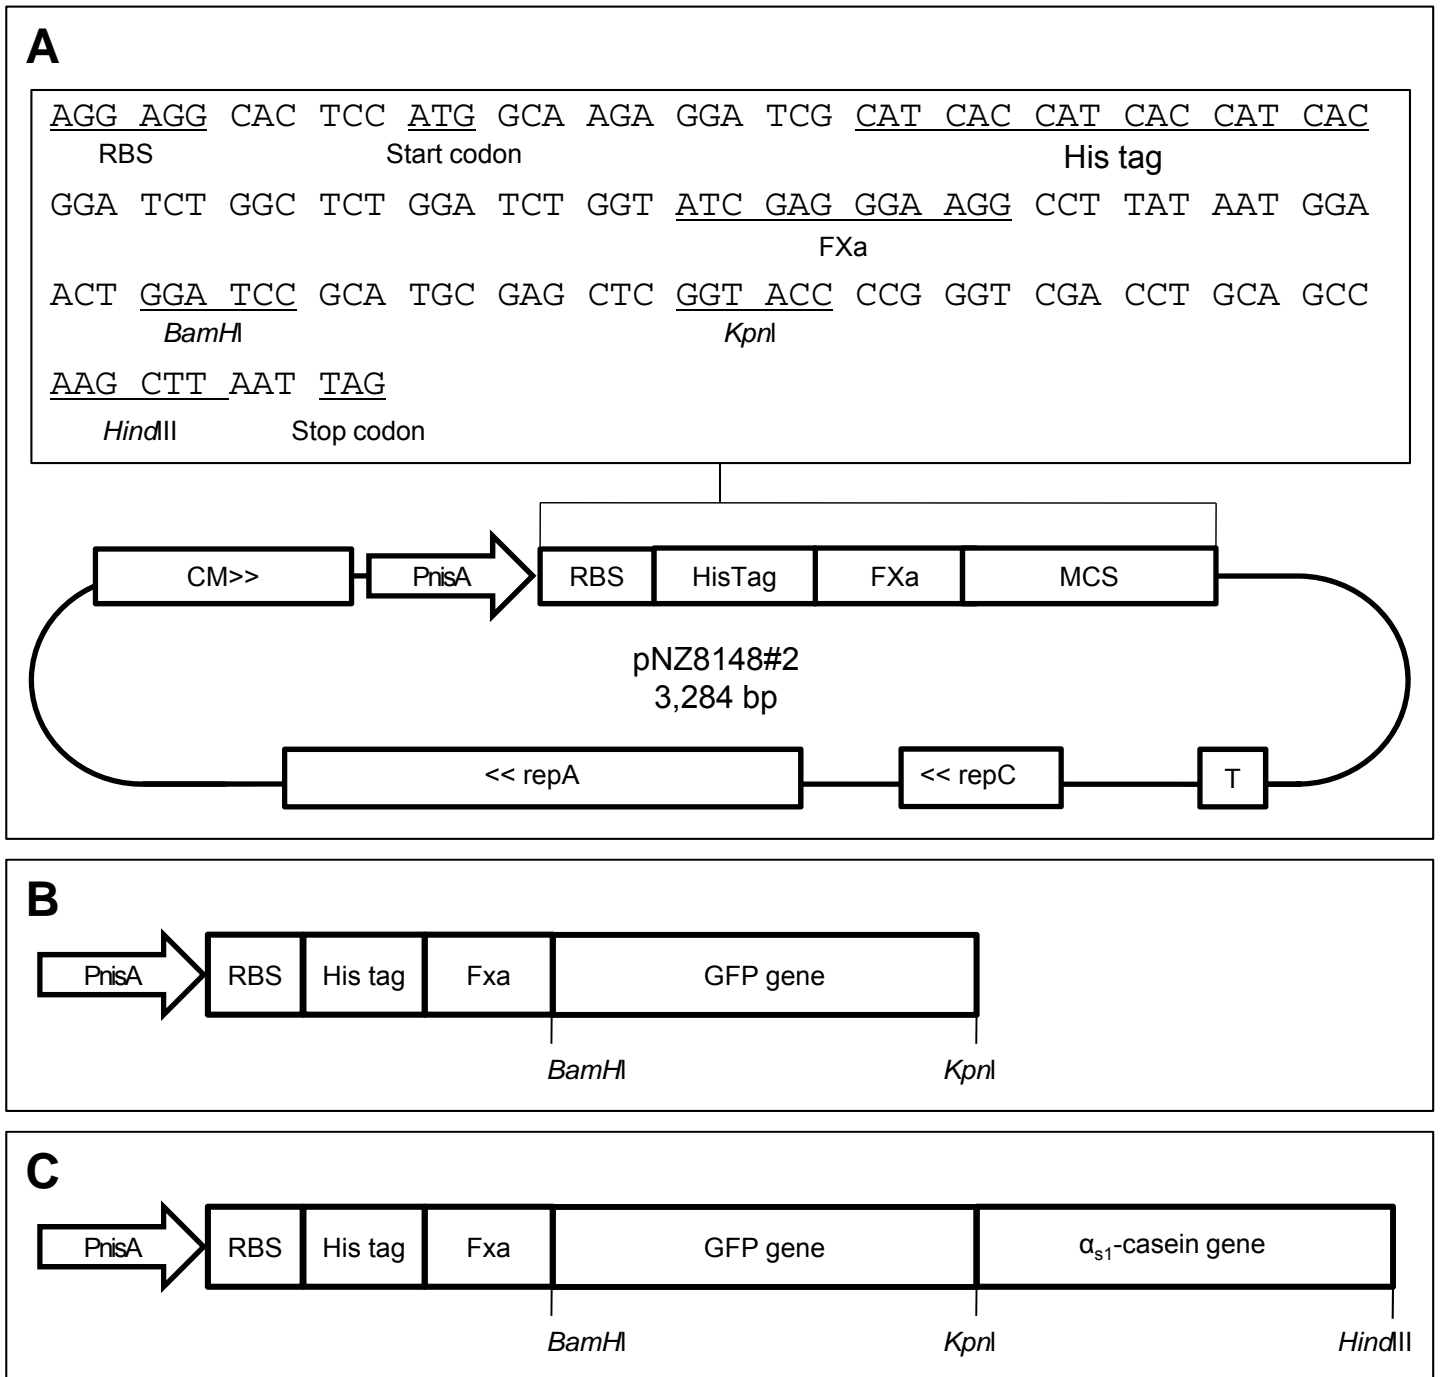 A
AGG AGG CAC TCC ATG GCA AGA GGA TCG CAT CAC CAT CAC CAT CAC
RBS Start codon His tag
GGA TCT GGC TCT GGA TCT GGT ATC GAG GGA AGG CCT TAT AAT GGA
FXa
ACT GGA TCC GCA TGC GAG CTC GGT ACC CCG GGT CGA CCT GCA GCC
BamHI KpnI
AAG CTT AAT TAG
HindIII Stop codon
CM>> PnisA RBS HisTag FXa MCS
pNZ8148#2
3,284 bp
<< repA << repC T
B
PnisA RBS His tag Fxa GFP gene
BamHI KpnI
C
PnisA RBS His tag Fxa GFP gene αs1-casein gene
BamHI KpnI HindIII